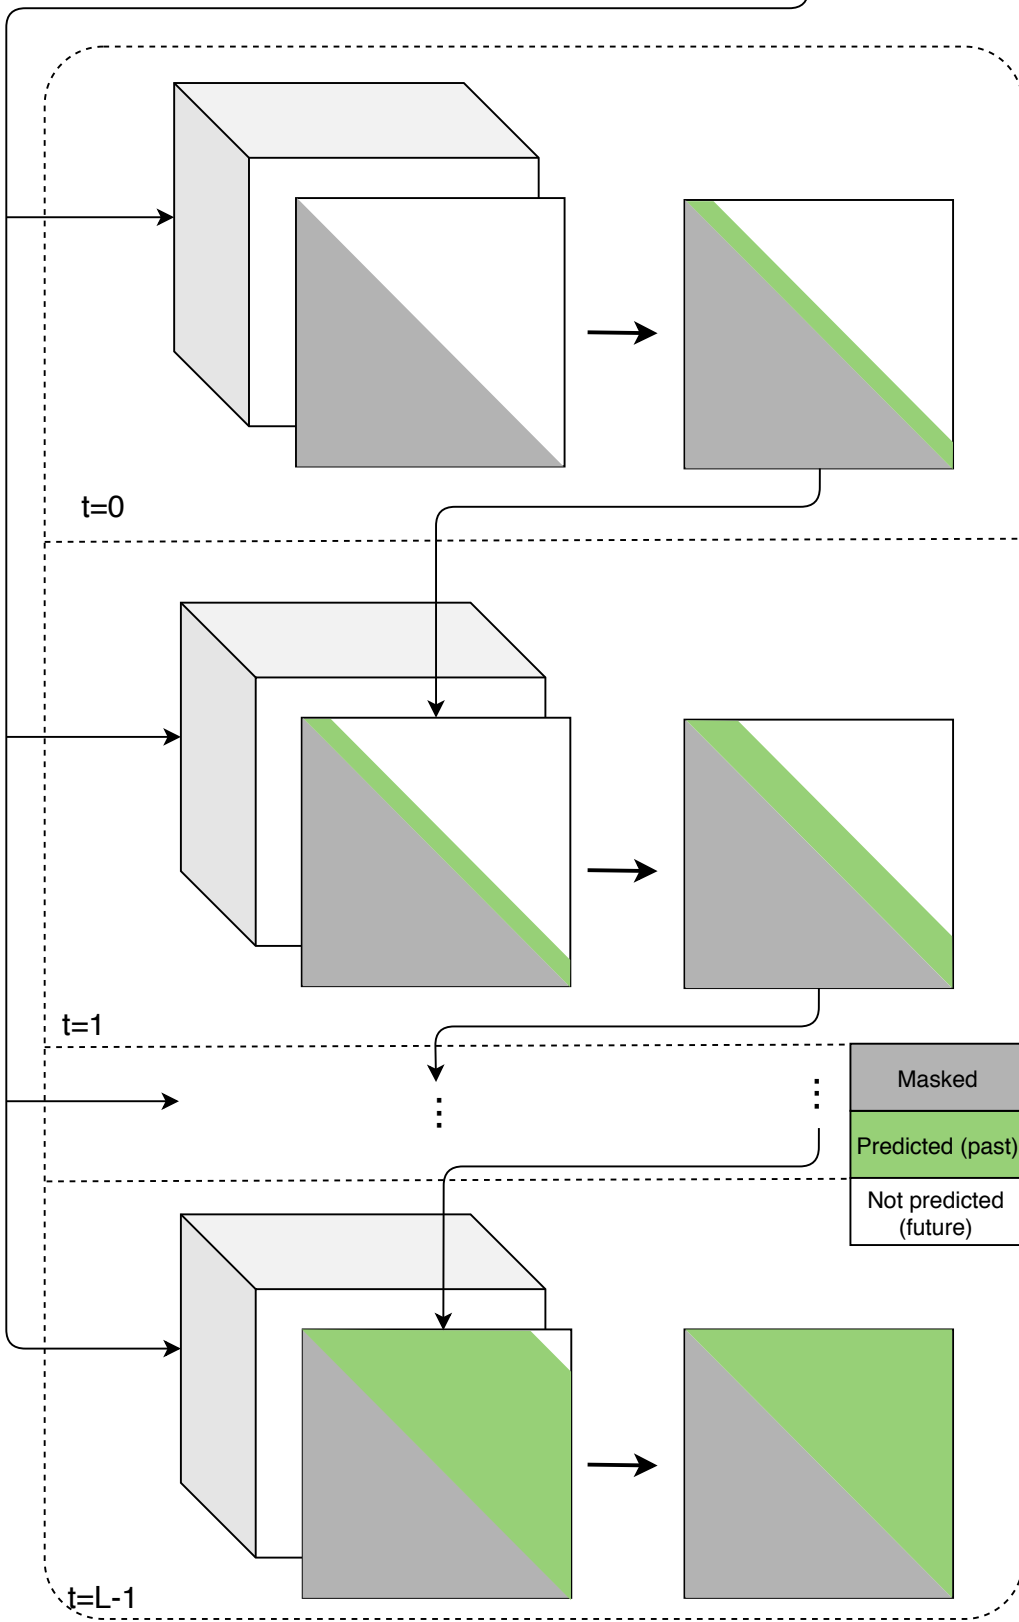 t=0
t=1
Masked
Predicted (past)
Not predicted
(future)
t=L-1